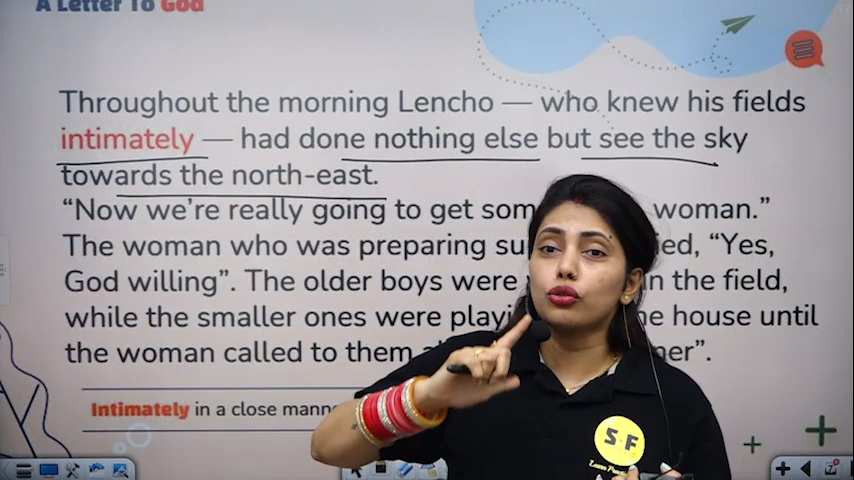 A Letter To God
Throughout the morning Lencho — who knew his fields
intimately — had done nothing else but see the sky
towards the north-east.
“Now we’re really going to get som woman.”
The woman who was preparing su ied, “Yes,
God willing”. The older boys were in the field,
while the smaller ones were playi e house until
the woman called to them a ner”.
Intimately in a close mann
S F